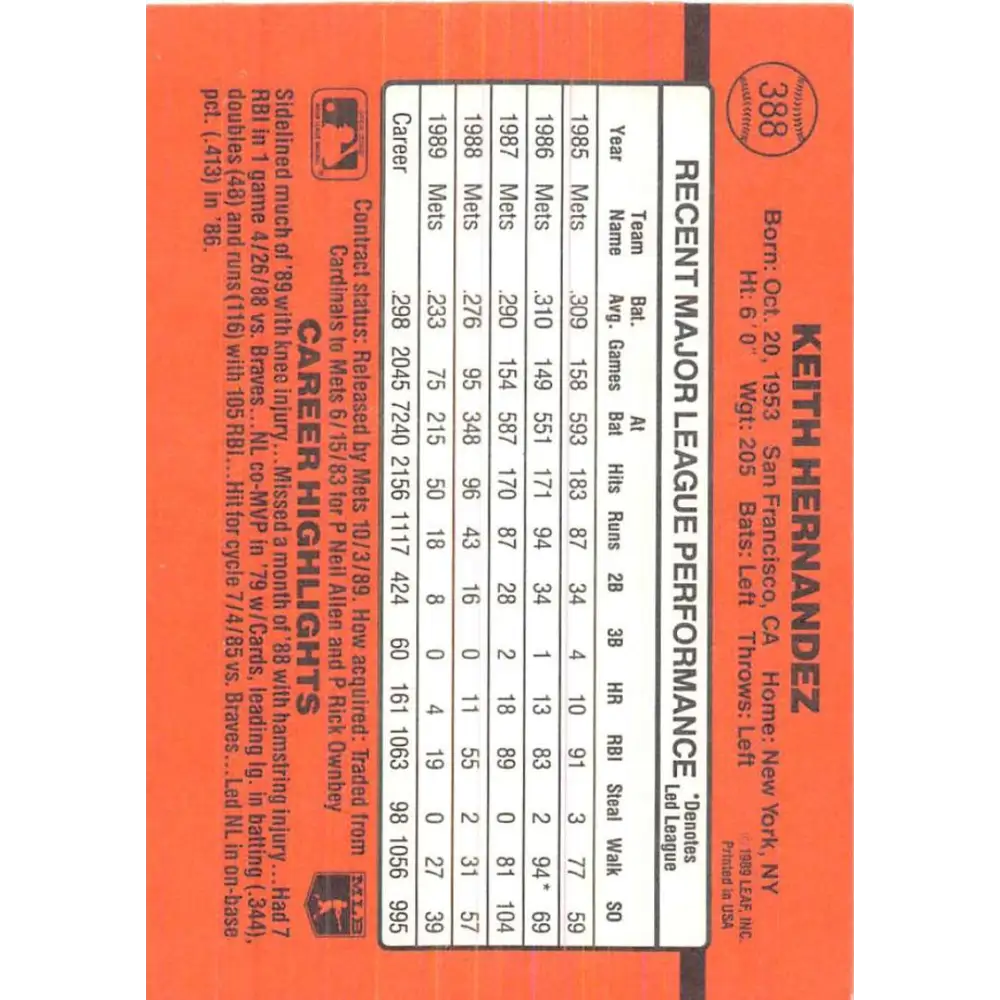 388
KEITH HERNANDEZ
Born: Oct. 20, 1953 San Francisco, CA Home: New York, NY
Ht: 6'0" Wgt: 205 Bats: Left Throws: Left
© 1989 LEAF, INC.
Printed in USA
RECENT MAJOR LEAGUE PERFORMANCE *Denotes Led League
Year Team Name Bat. Avg. Games At Bat Hits Runs 2B 3B HR RBI Steal Walk SO
1985 Mets .309 158 593 183 87 34 4 10 91 3 77 59
1986 Mets .310 149 551 171 94 34 1 13 83 2 94* 69
1987 Mets .290 154 587 170 87 28 2 18 89 0 81 104
1988 Mets .276 95 348 96 43 16 0 11 55 2 31 57
1989 Mets .233 75 215 50 18 8 0 4 19 0 27 39
Career .298 2045 7240 2156 1117 424 60 161 1063 98 1056 995
Contract status: Released by Mets 10/3/89. How acquired: Traded from
Cardinals to Mets 6/15/83 for P Neil Allen and P Rick Ownbey
MLB
CAREER HIGHLIGHTS
Sidelined much of '89 with knee injury...Missed a month of '88 with hamstring injury...Had 7
RBI in 1 game 4/26/88 vs. Braves...NL co-MVP in '79 w/Cards, leading lg. in batting (.344),
doubles (48) and runs (116) with 105 RBI...Hit for cycle 7/4/85 vs. Braves...Led NL in on-base
pct. (.413) in '86.